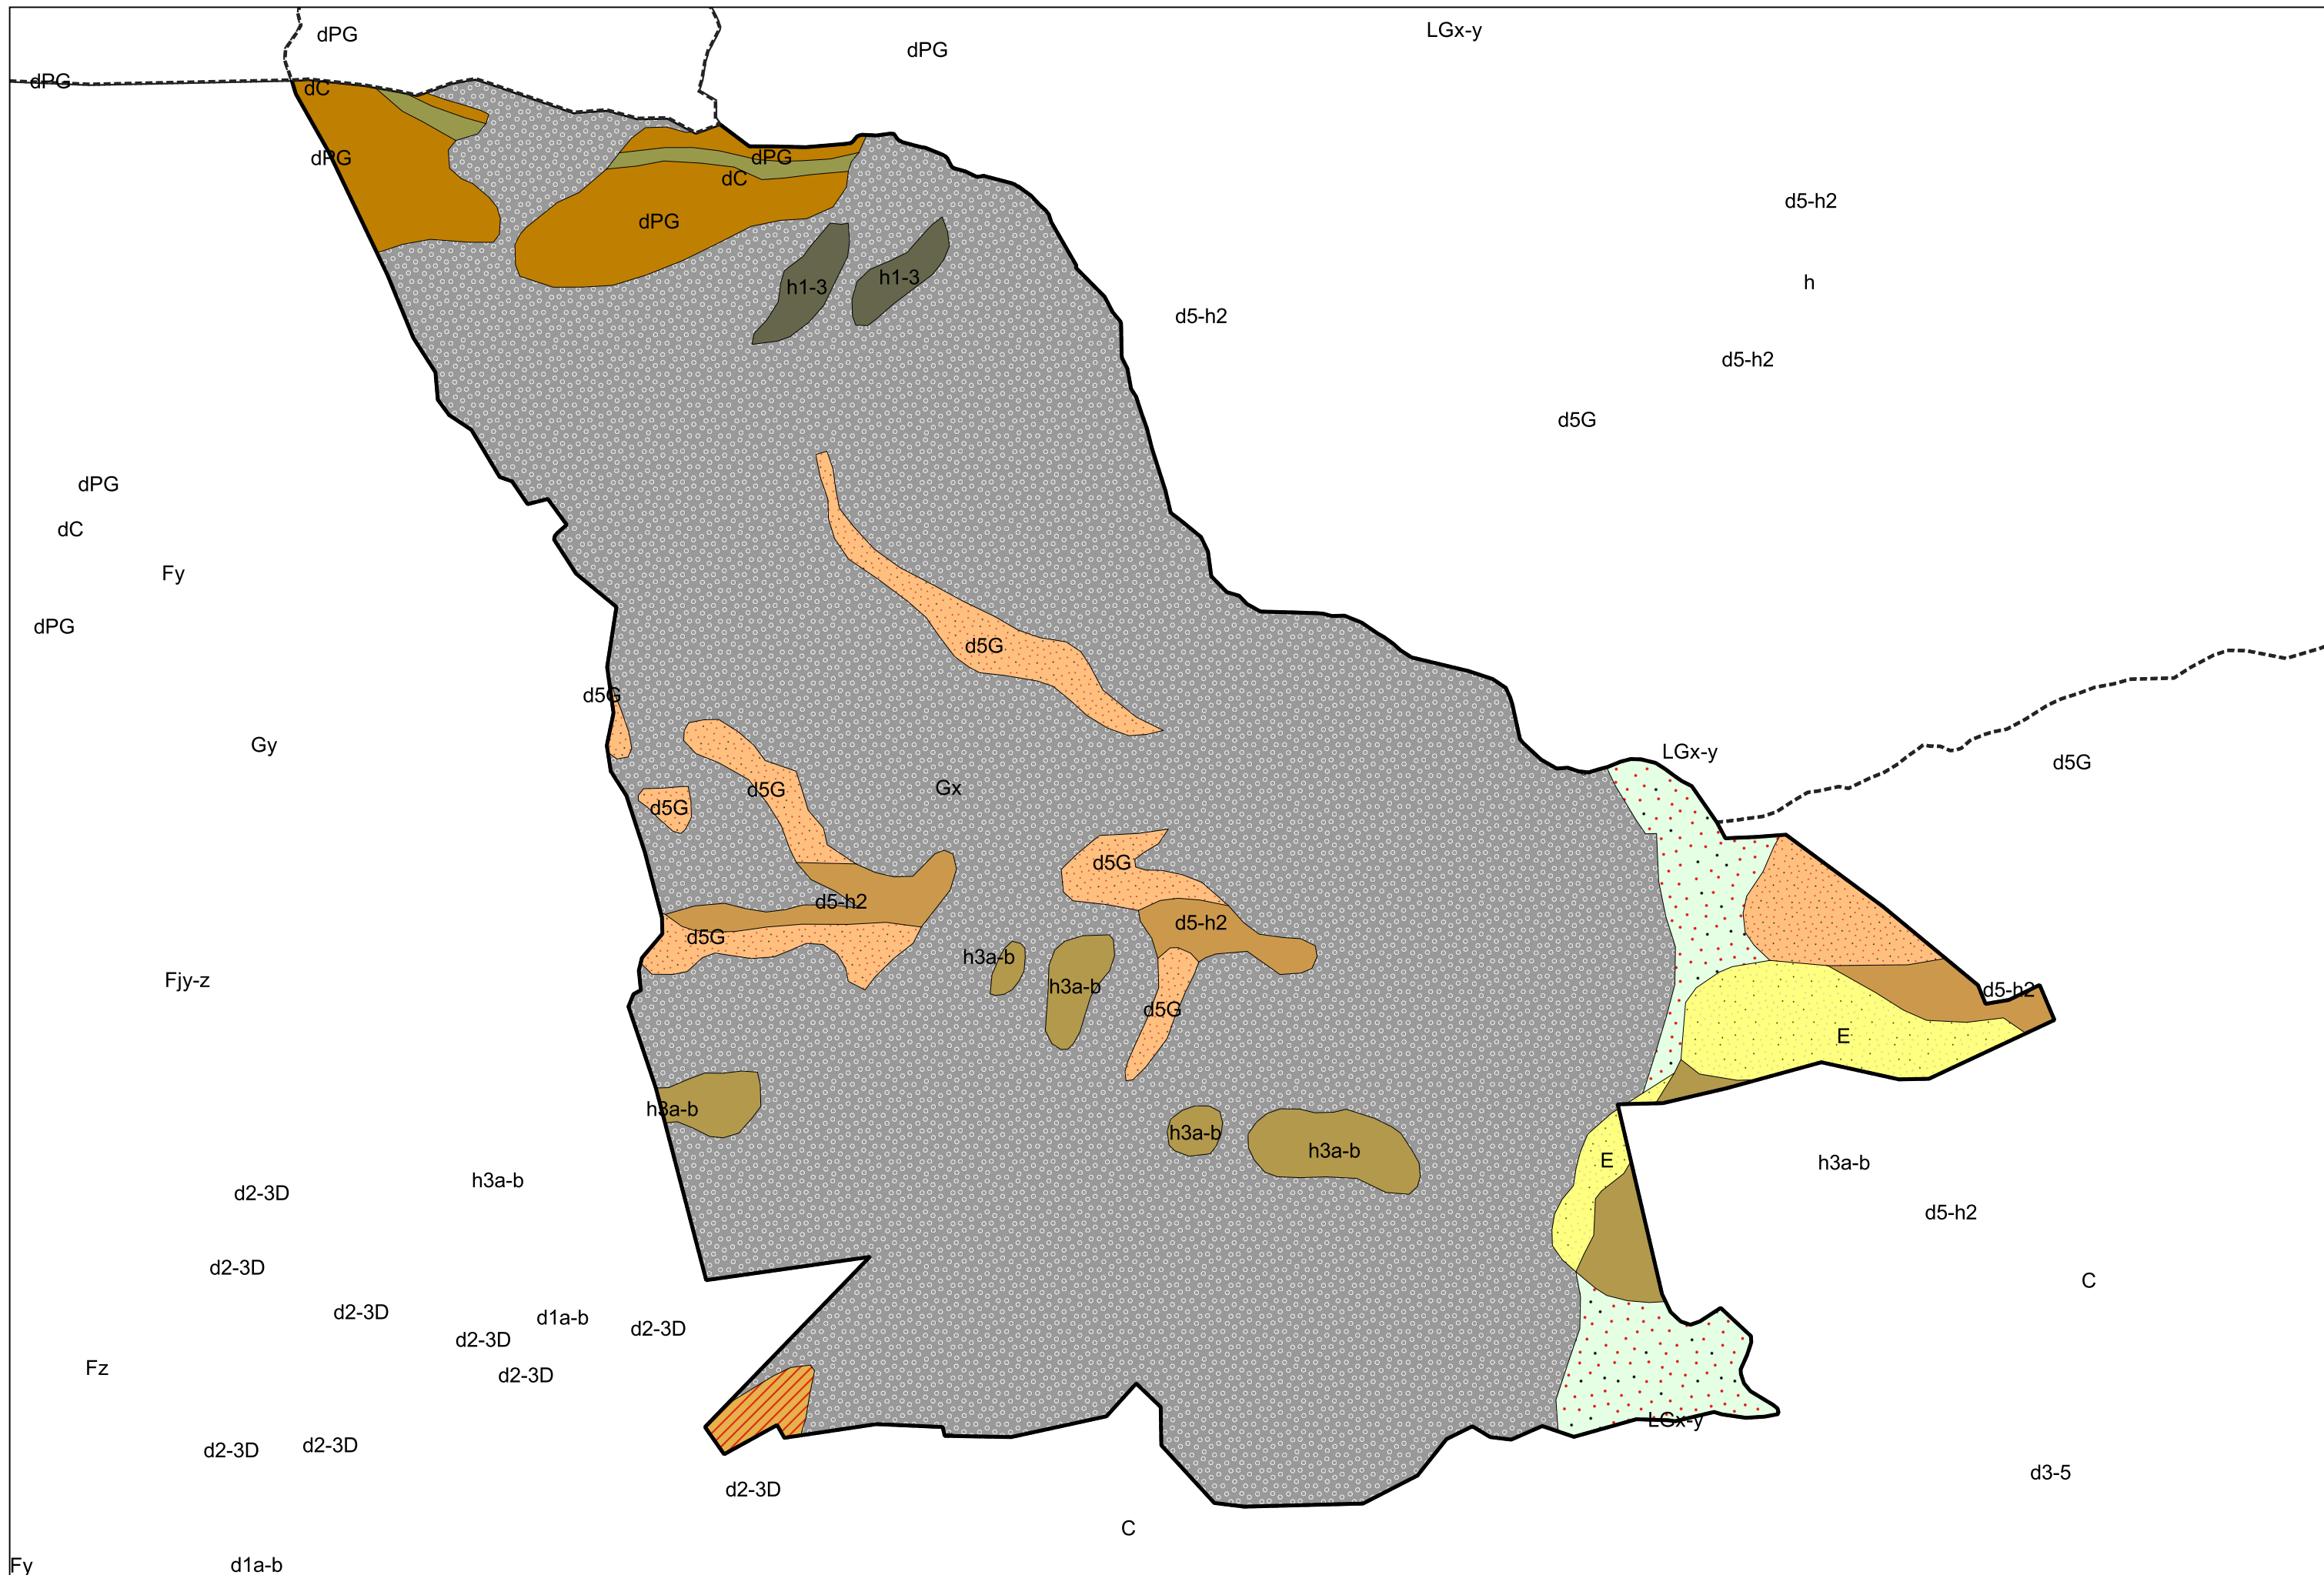 LGx-y
dPG
dPG
dPG
dC
dPG
dPG
dC
d5-h2
dPG
h1-3
h1-3
h
d5-h2
d5-h2
d5G
dPG
dC
Fy
dPG
d5G
d5G
Gy
LGx-y
d5G
d5G
Gx
d5G
d5G
d5-h2
d5-h2
d5G
h3a-b
Fjy-z
h3a-b
d5-h2
d5G
E
h3a-b
h3a-b
h3a-b
E
h3a-b
h3a-b
d2-3D
d5-h2
d2-3D
C
d2-3D
d1a-b
d2-3D
d2-3D
Fz
d2-3D
LGx-y
d2-3D
d2-3D
d3-5
d2-3D
C
Fy
d1a-b